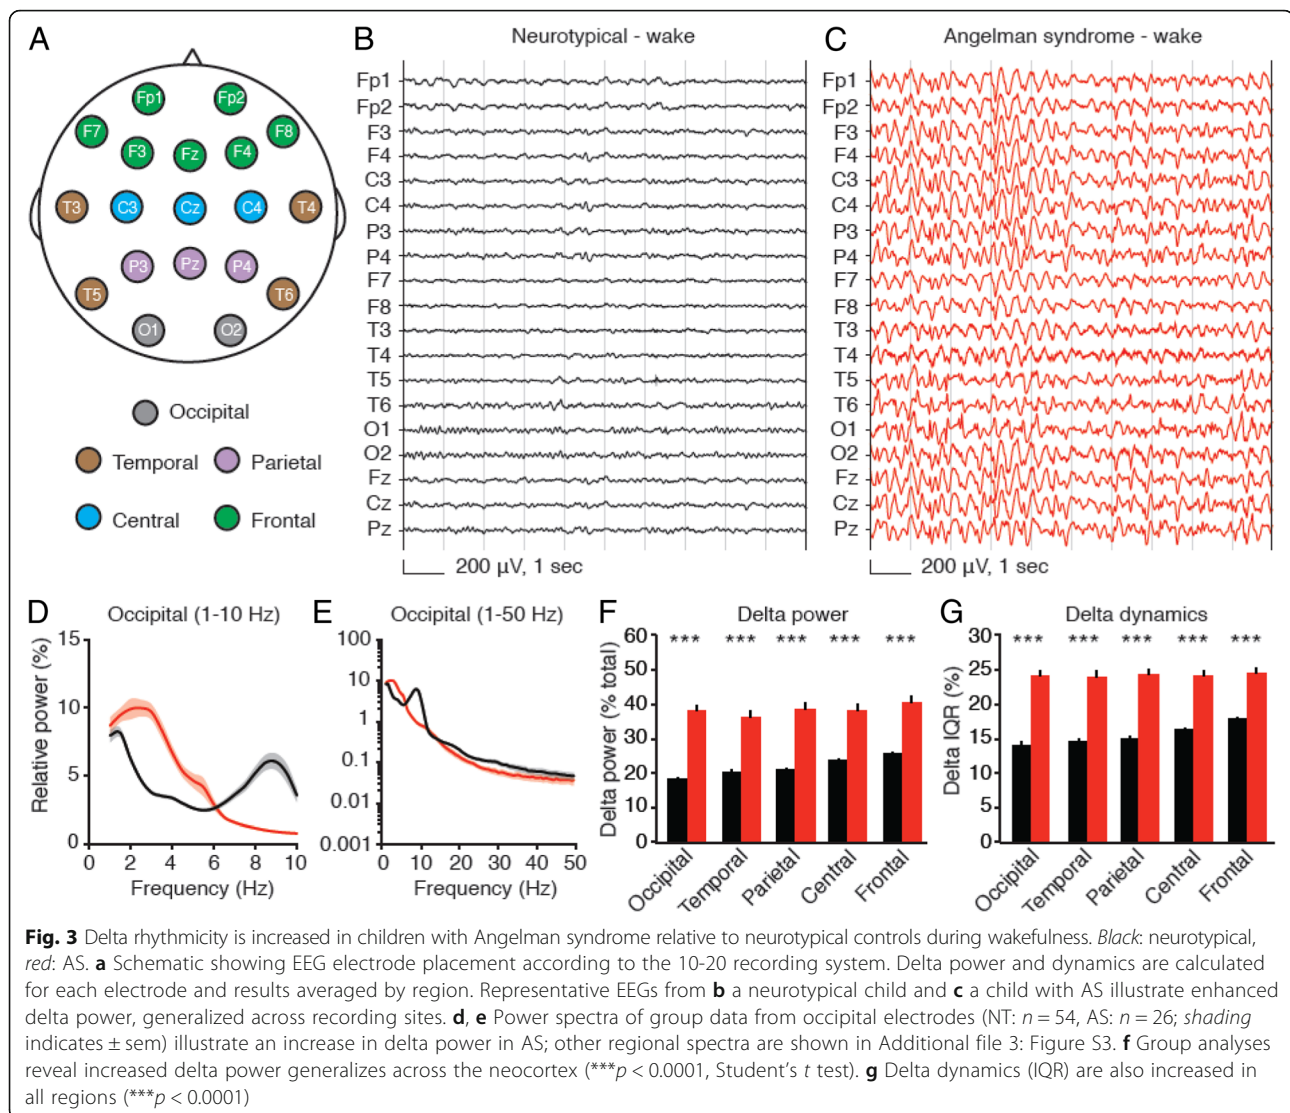 A
Fp1 Fp2
F7 F8
F3 Fz F4
T3 C3 Cz C4 T4
P3 Pz P4
T5 T6
O1 O2
Occipital
Temporal Parietal
Central Frontal
B
Neurotypical - wake
Fp1
Fp2
F3
F4
C3
C4
P3
P4
F7
F8
T3
T4
T5
T6
O1
O2
Fz
Cz
Pz
200 µV, 1 sec
C
Angelman syndrome - wake
Fp1
Fp2
F3
F4
C3
C4
P3
P4
F7
F8
T3
T4
T5
T6
O1
O2
Fz
Cz
Pz
200 µV, 1 sec
D
Occipital (1-10 Hz)
Relative power (%)
15
10
5
0
0 2 4 6 8 10
Frequency (Hz)
E
Occipital (1-50 Hz)
100
10
1
0.1
0.01
0.001
0 10 20 30 40 50
Frequency (Hz)
F
Delta power
Delta power (% total)
60
50
40
30
20
10
0
*** *** *** *** ***
Occipital
Temporal
Parietal
Central
Frontal
G
Delta dynamics
Delta IQR (%)
30
25
20
15
10
5
0
*** *** *** *** ***
Occipital
Temporal
Parietal
Central
Frontal
Fig. 3 Delta rhythmicity is increased in children with Angelman syndrome relative to neurotypical controls during wakefulness. Black: neurotypical,
red: AS. a Schematic showing EEG electrode placement according to the 10-20 recording system. Delta power and dynamics are calculated
for each electrode and results averaged by region. Representative EEGs from b a neurotypical child and c a child with AS illustrate enhanced
delta power, generalized across recording sites. d, e Power spectra of group data from occipital electrodes (NT: n = 54, AS: n = 26; shading
indicates ± sem) illustrate an increase in delta power in AS; other regional spectra are shown in Additional file 3: Figure S3. f Group analyses
reveal increased delta power generalizes across the neocortex (***p < 0.0001, Student's t test). g Delta dynamics (IQR) are also increased in
all regions (***p < 0.0001)